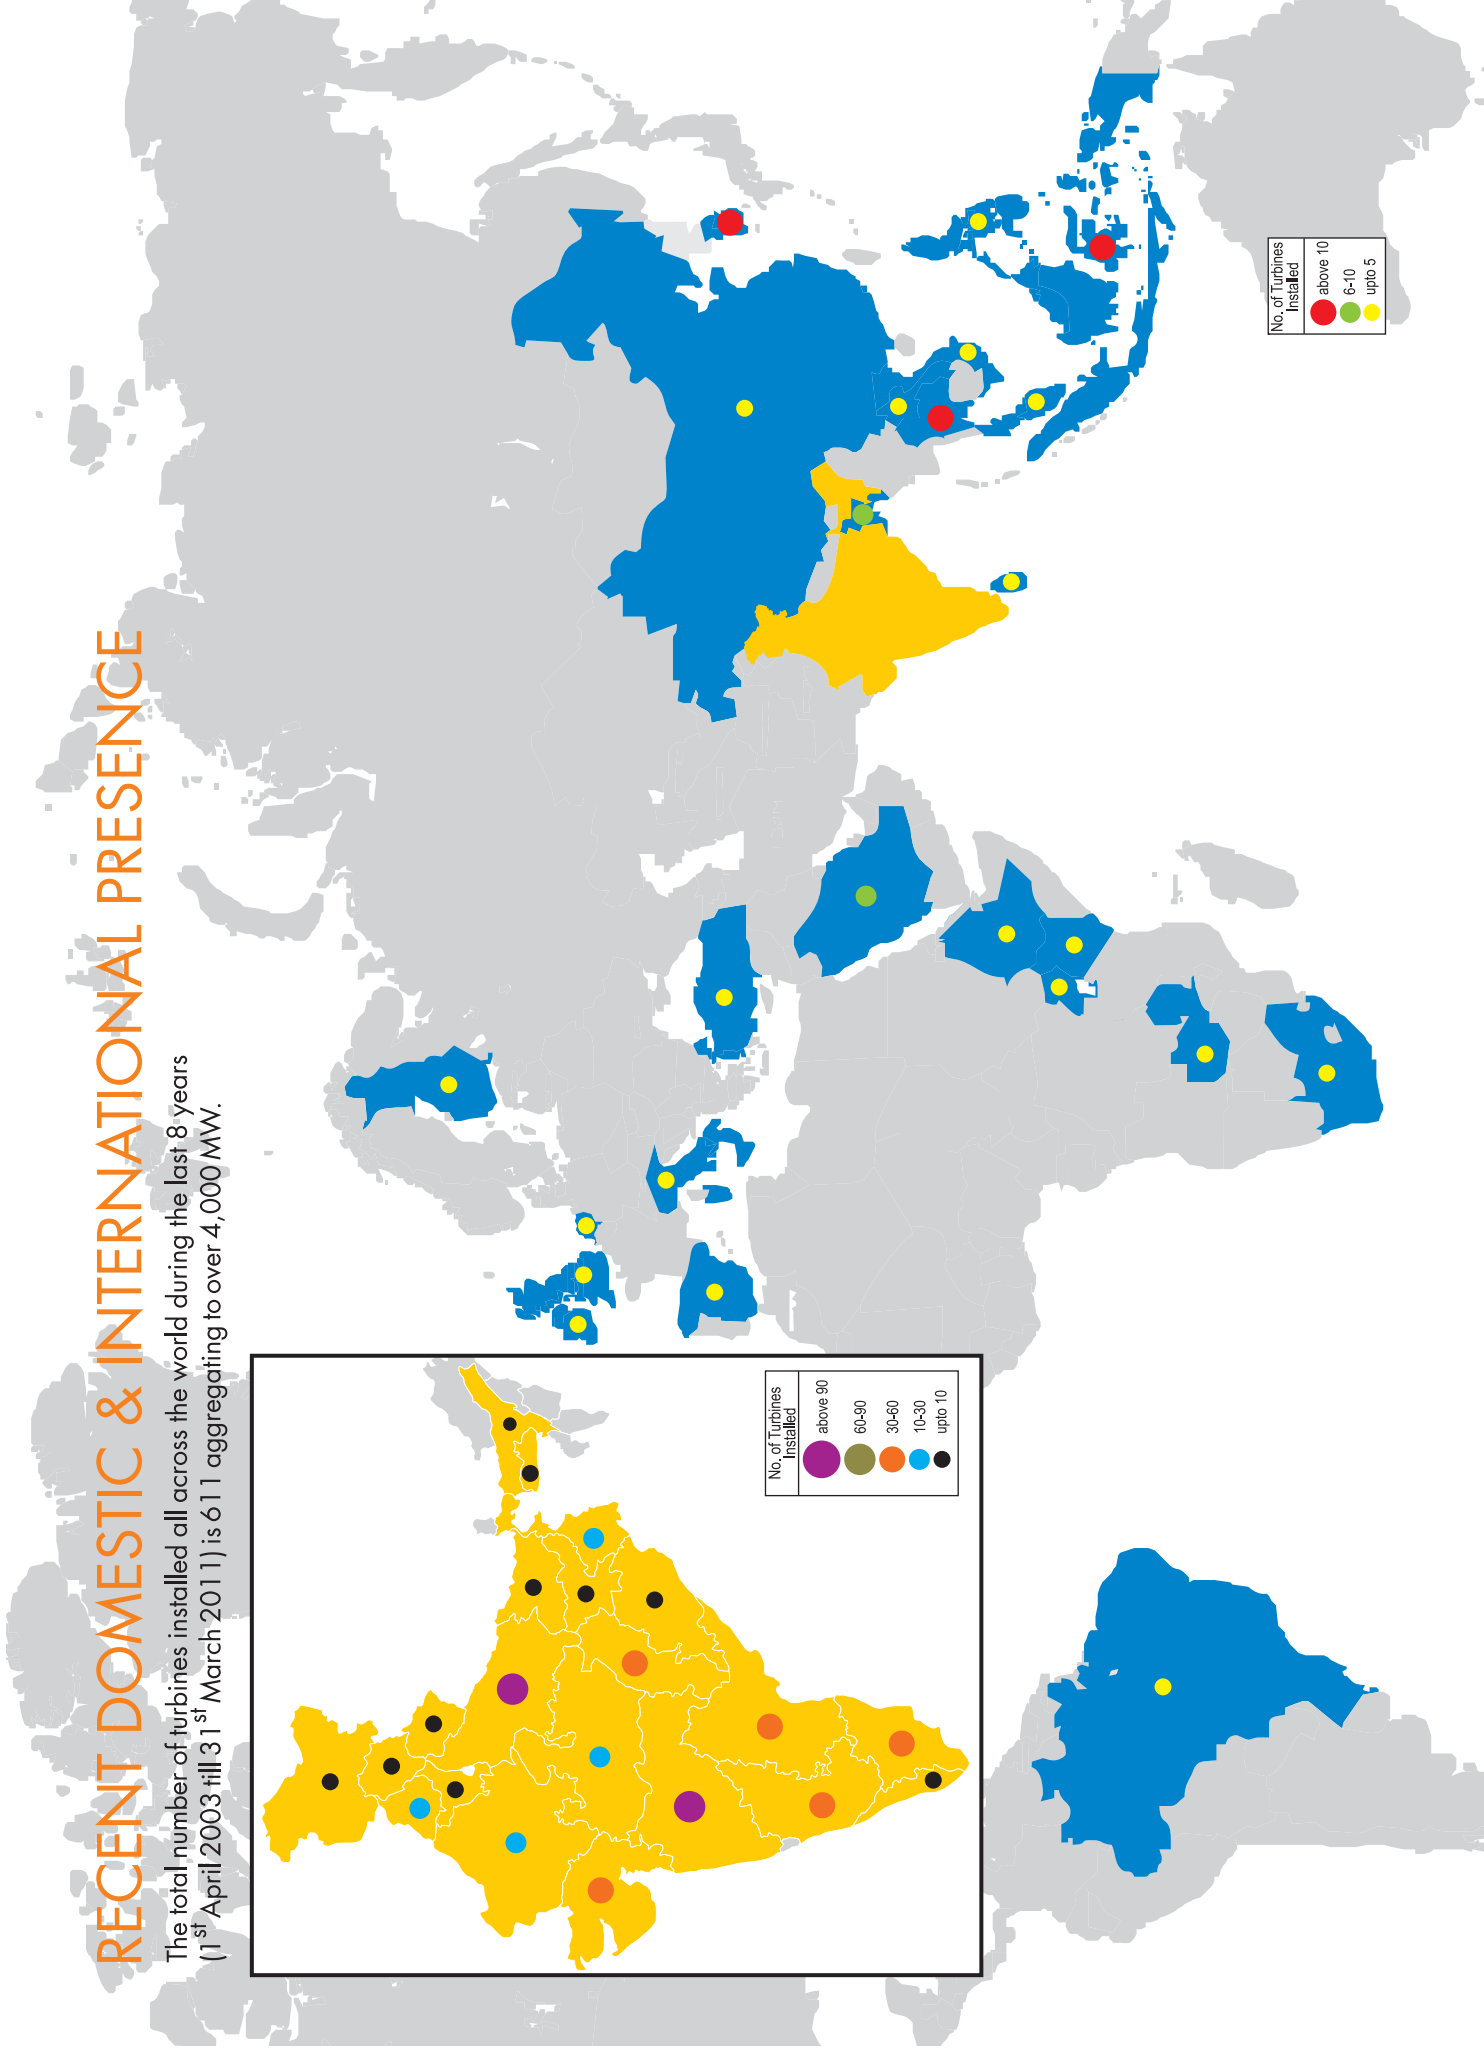 RECENT DOMESTIC & INTERNATIONAL PRESENCE
The total number of turbines installed all across the world during the last 8 years
(1st April 2003 till 31st March 2011) is 611 aggregating to over 4,000 MW.
No. of Turbines
Installed
above 90
60-90
30-60
10-30
upto 10
No. of Turbines
Installed
above 10
6-10
upto 5